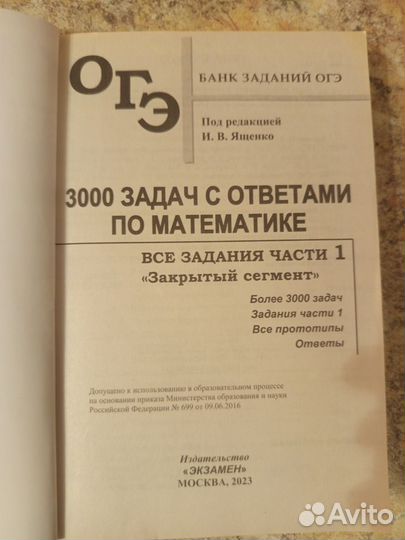 ОГЭ
БАНК ЗАДАНИЙ ОГЭ
Под редакцией
И. В. Ященко
3000 ЗАДАЧ С ОТВЕТАМИ
ПО МАТЕМАТИКЕ
ВСЕ ЗАДАНИЯ ЧАСТИ 1
«Закрытый сегмент»
Более 3000 задач
Задания части 1
Все прототипы
Ответы
Допущено к использованию в образовательном процессе
на основании приказа Министерства образования и науки
Российской Федерации № 699 от 09.06.2016
Издательство
«ЭКЗАМЕН»
МОСКВА, 2023
Avito